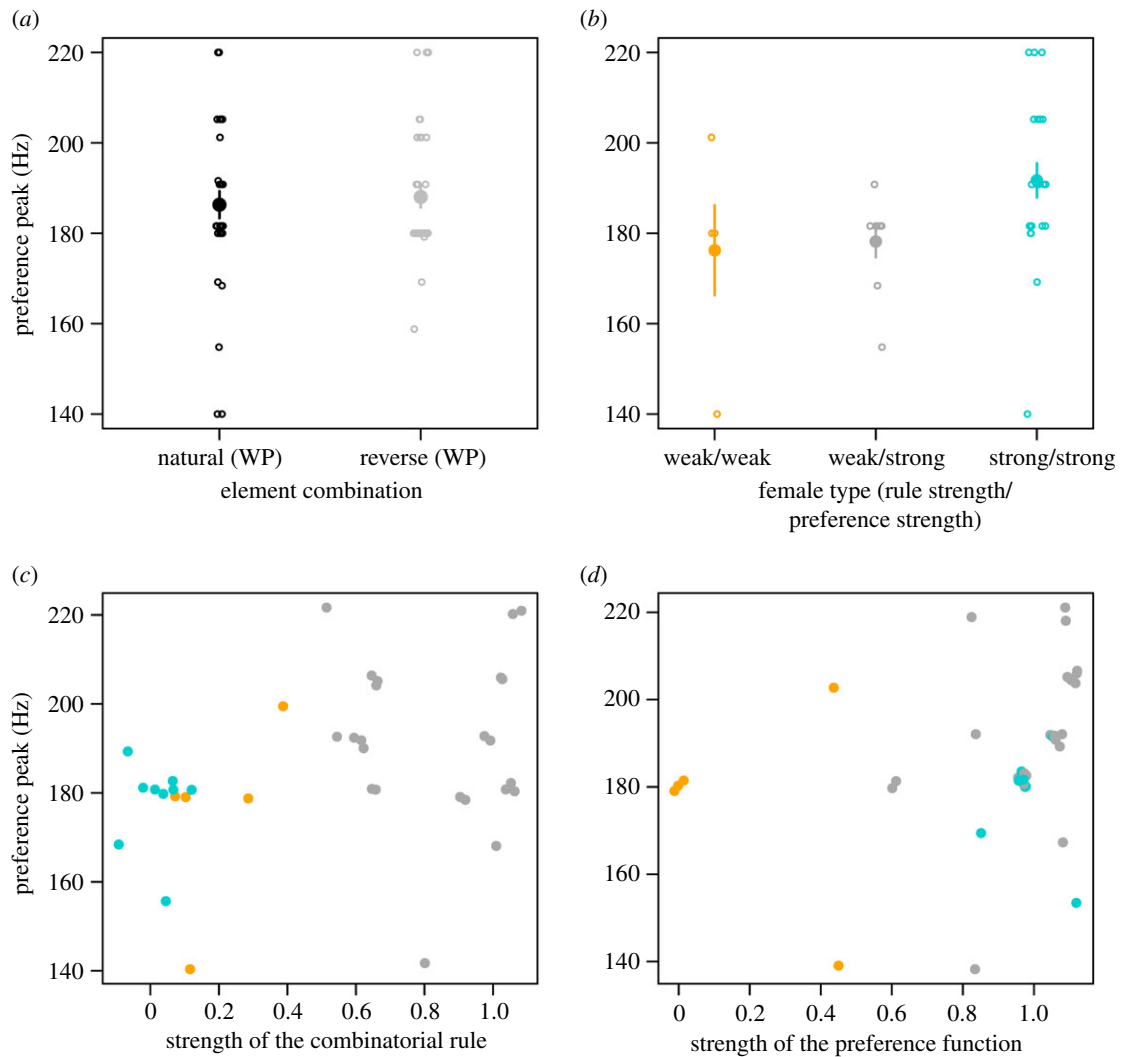 (a)
220
200
180
160
140
preference peak (Hz)
natural (WP) reverse (WP)
element combination
(b)
220
200
180
160
140
preference peak (Hz)
weak/weak weak/strong strong/strong
female type (rule strength/
preference strength)
(c)
220
200
180
160
140
preference peak (Hz)
0 0.2 0.4 0.6 0.8 1.0
strength of the combinatorial rule
(d)
220
200
180
160
140
0 0.2 0.4 0.6 0.8 1.0
strength of the preference function